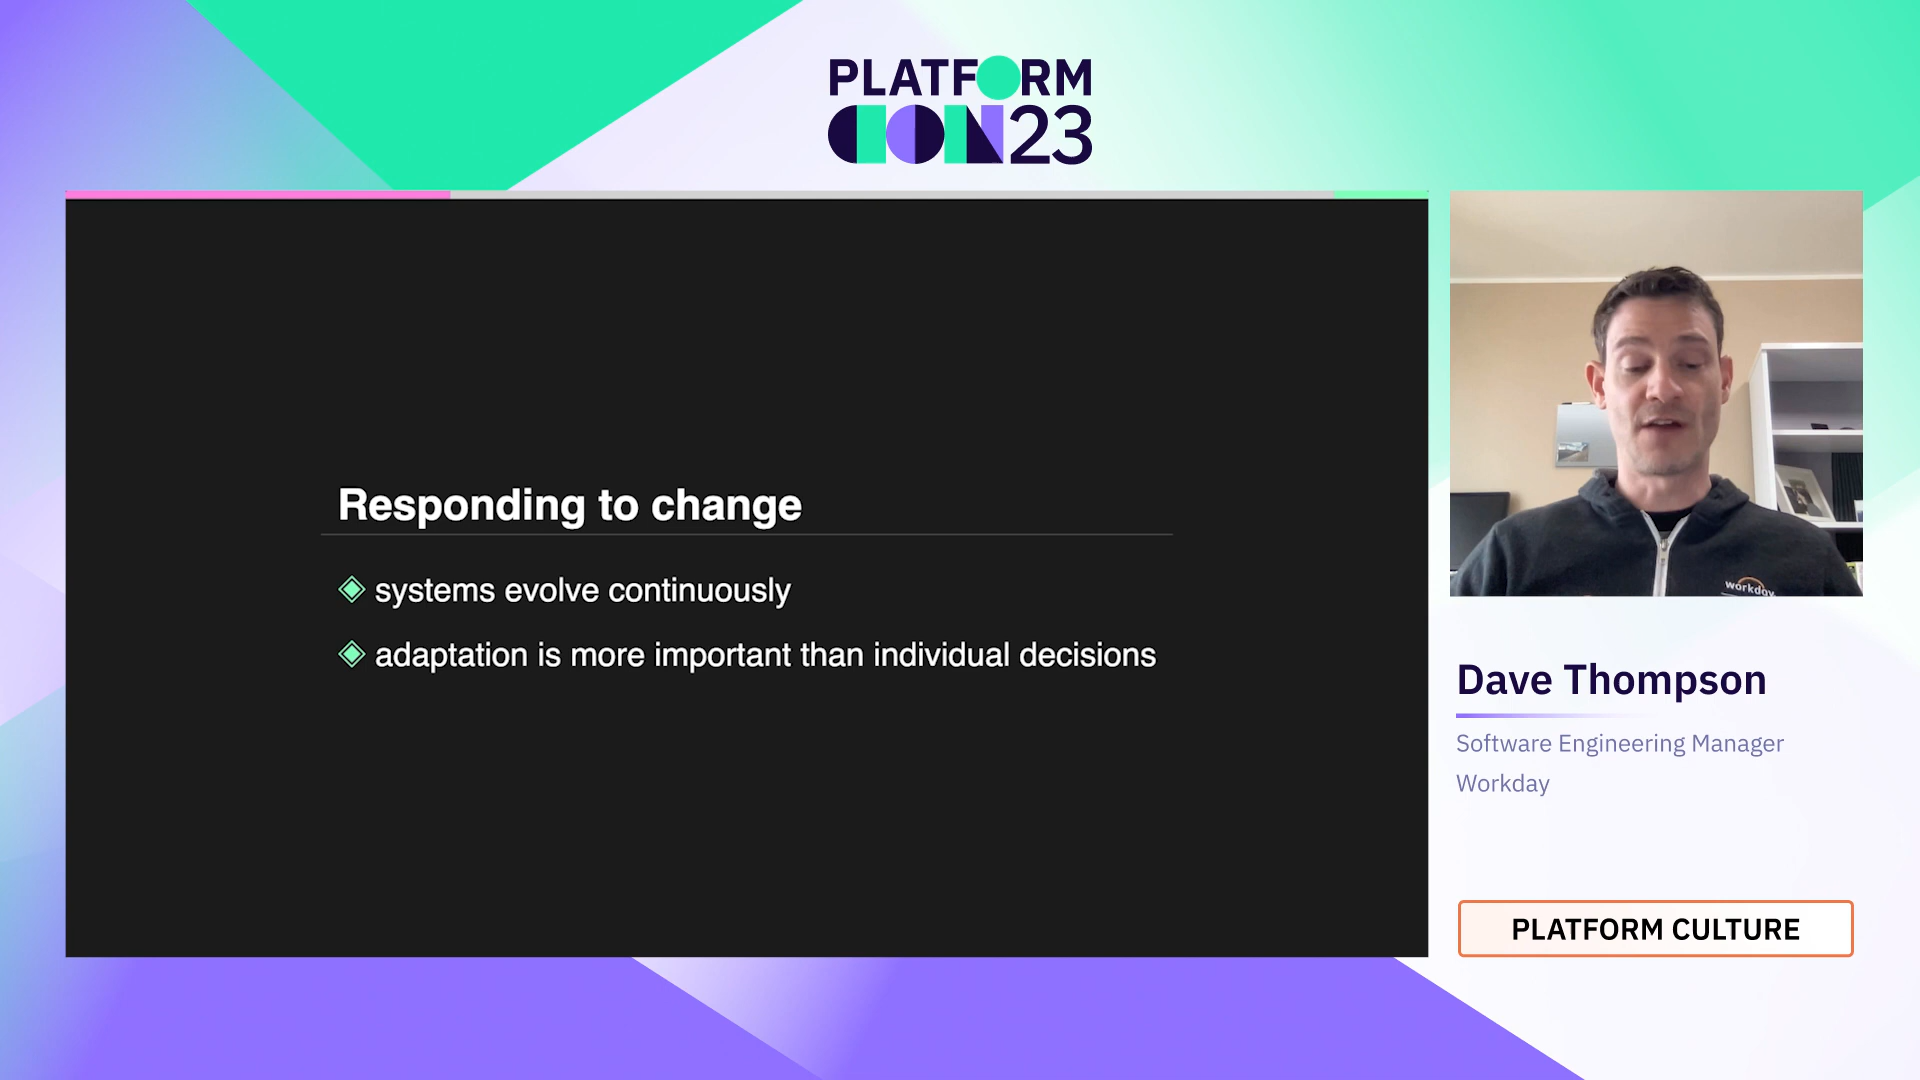 PLATFORM
CON23
Responding to change
systems evolve continuously
adaptation is more important than individual decisions
workday
Dave Thompson
Software Engineering Manager
Workday
PLATFORM CULTURE